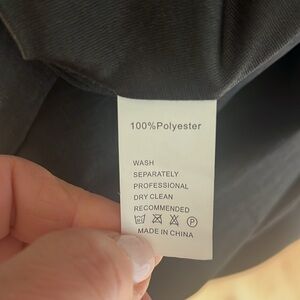 100%Polyester
WASH
SEPARATELY
PROFESSIONAL
DRY CLEAN
RECOMMENDED
P
MADE IN CHINA